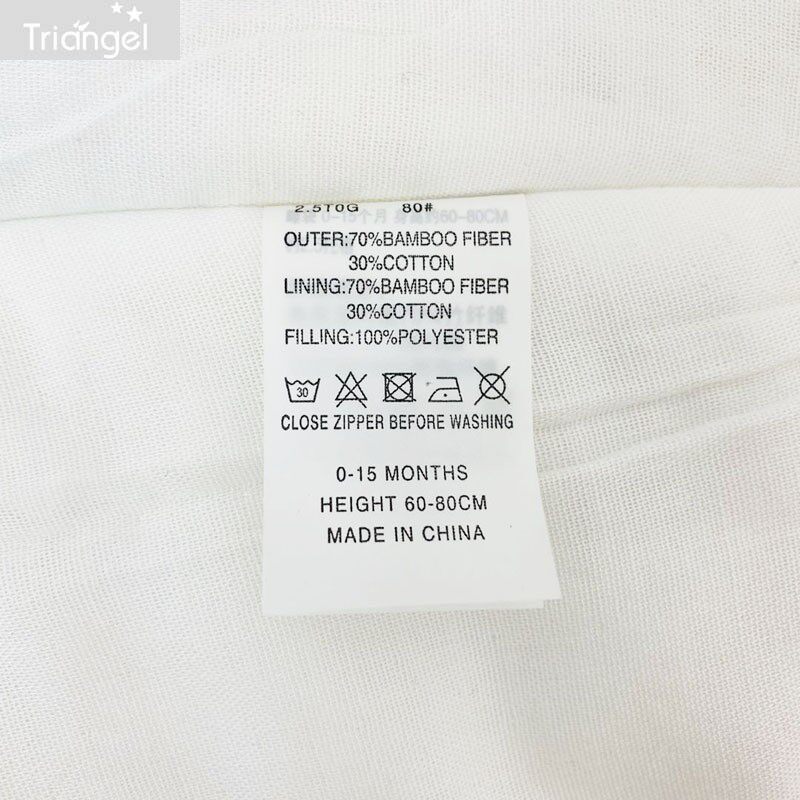 Triangel
2.5TOG 80#
OUTER:70%BAMBOO FIBER
30%COTTON
LINING:70%BAMBOO FIBER
30%COTTON
FILLING:100%POLYESTER
30
CLOSE ZIPPER BEFORE WASHING
0-15 MONTHS
HEIGHT 60-80CM
MADE IN CHINA